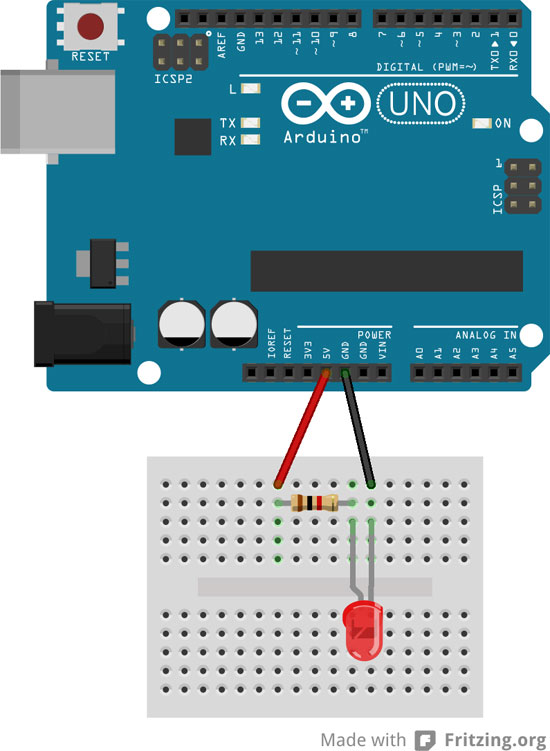 RESET
ICSP2
AREF
GND
13
12
~11
~10
~9
8
7
~6
~5
4
~3
2
TX0▶1
RX0◀0
DIGITAL (PWM=~)
L
TX
RX
UNO
Arduino™
ON
1
ICSP
POWER
ANALOG IN
IOREF
RESET
3V3
5V
GND
GND
VIN
A0
A1
A2
A3
A4
A5
Made with Fritzing.org